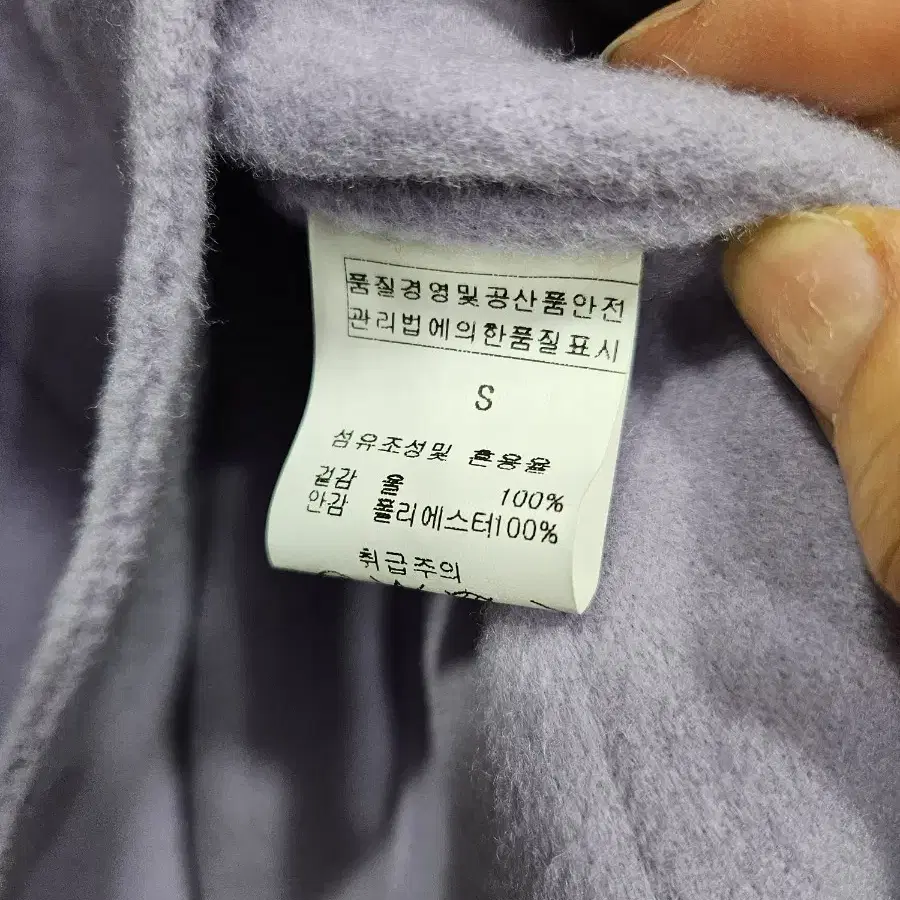 품질경영및공산품안전
관리법에의한품질표시
S
섬유조성및 혼용율
겉감 울 100%
안감 폴리에스터100%
취급주의